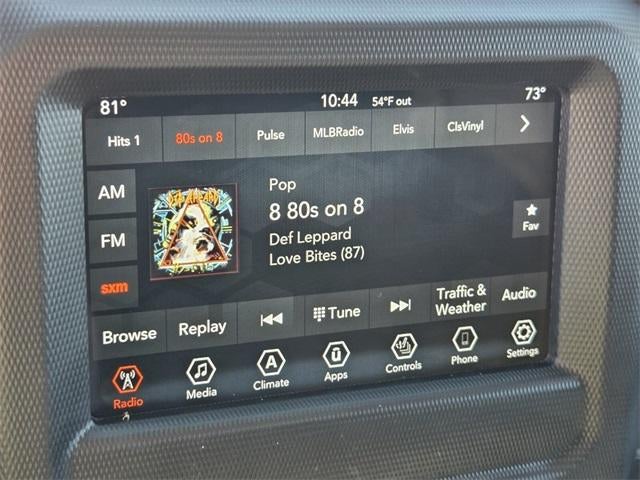 81° 10:44 54°F out 73°
Hits 1 80s on 8 Pulse MLBRadio Elvis ClsVinyl
AM
FM
sxm
DEF LEPPARD
Pop
8 80s on 8
Def Leppard
Love Bites (87)
Fav
Browse Replay Tune Traffic & Weather Audio
Radio Media A Climate ū Apps Controls Phone Settings